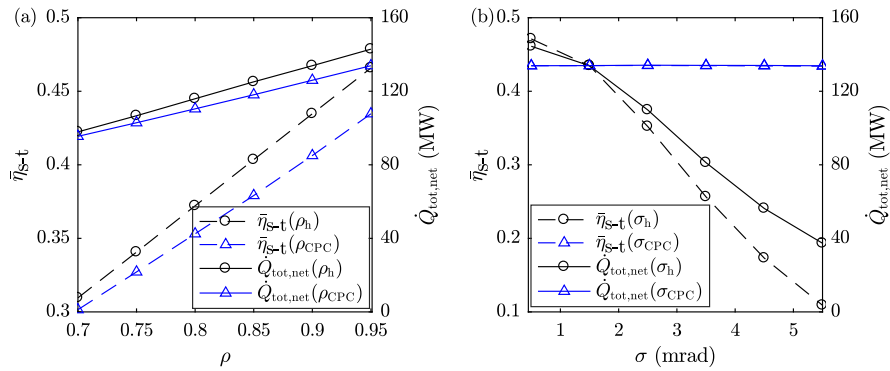 (a)
0.5
0.45
0.4
0.35
0.3
η̄s-t
160
120
80
40
0
Q̇tot,net (MW)
0.7 0.75 0.8 0.85 0.9 0.95
ρ
η̄s-t(ρh)
η̄s-t(ρCPC)
Q̇tot,net(ρh)
Q̇tot,net(ρCPC)
(b)
0.5
0.4
0.3
0.2
0.1
η̄s-t
160
120
80
40
0
Q̇tot,net (MW)
1 2 3 4 5
σ (mrad)
η̄s-t(σh)
η̄s-t(σCPC)
Q̇tot,net(σh)
Q̇tot,net(σCPC)